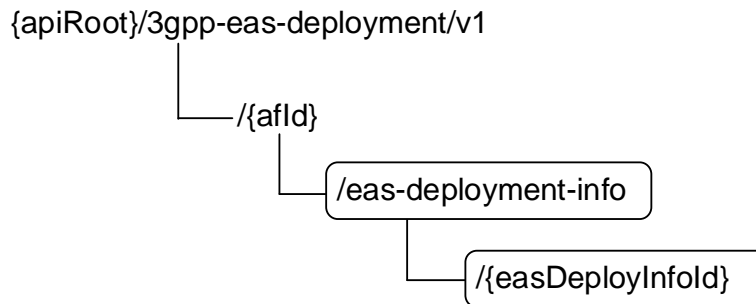 {apiRoot}/3gpp-eas-deployment/v1
/{afId}
/eas-deployment-info
/{easDeployInfoId}